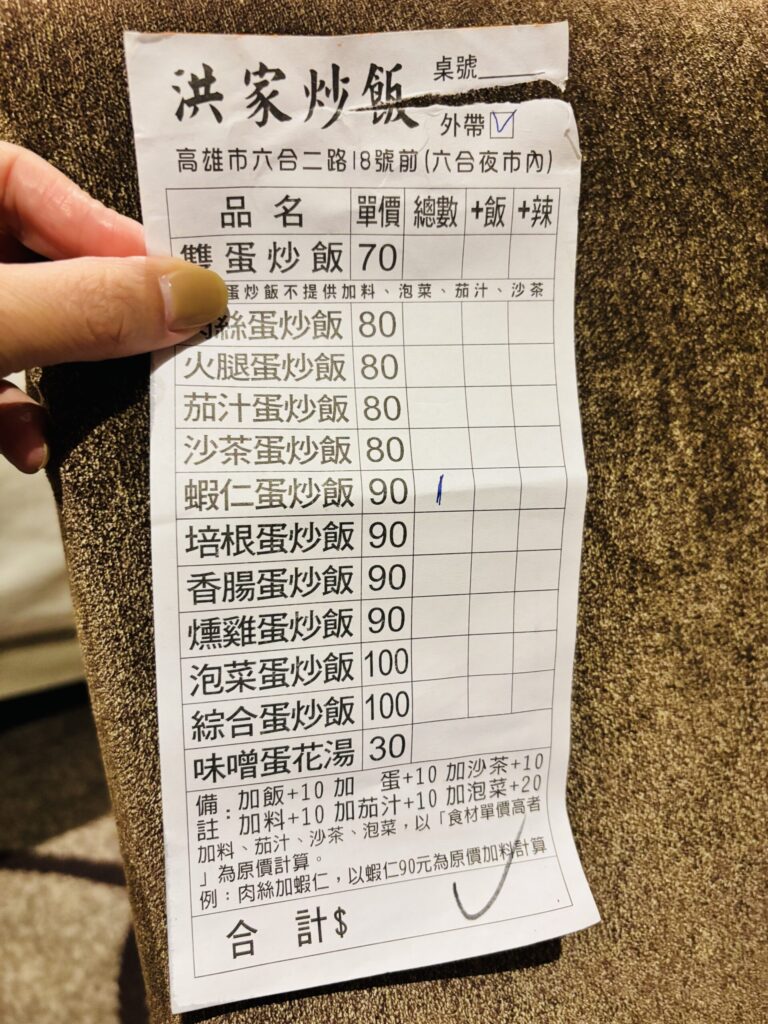 洪家炒飯 桌號____
外帶☑
高雄市六合二路18號前(六合夜市內)
品名 單價 總數 +飯 +辣
雙蛋炒飯 70
蛋炒飯不提供加料、泡菜、茄汁、沙茶
絲蛋炒飯 80
火腿蛋炒飯 80
茄汁蛋炒飯 80
沙茶蛋炒飯 80
蝦仁蛋炒飯 90 1
培根蛋炒飯 90
香腸蛋炒飯 90
燻雞蛋炒飯 90
泡菜蛋炒飯 100
綜合蛋炒飯 100
味噌蛋花湯 30
備註：加飯+10 加 蛋+10 加沙茶+10
加料+10 加茄汁+10 加泡菜+20
加料、茄汁、沙茶、泡菜，以「食材單價高者
」為原價計算。
例：肉絲加蝦仁，以蝦仁90元為原價加料計算
合 計$